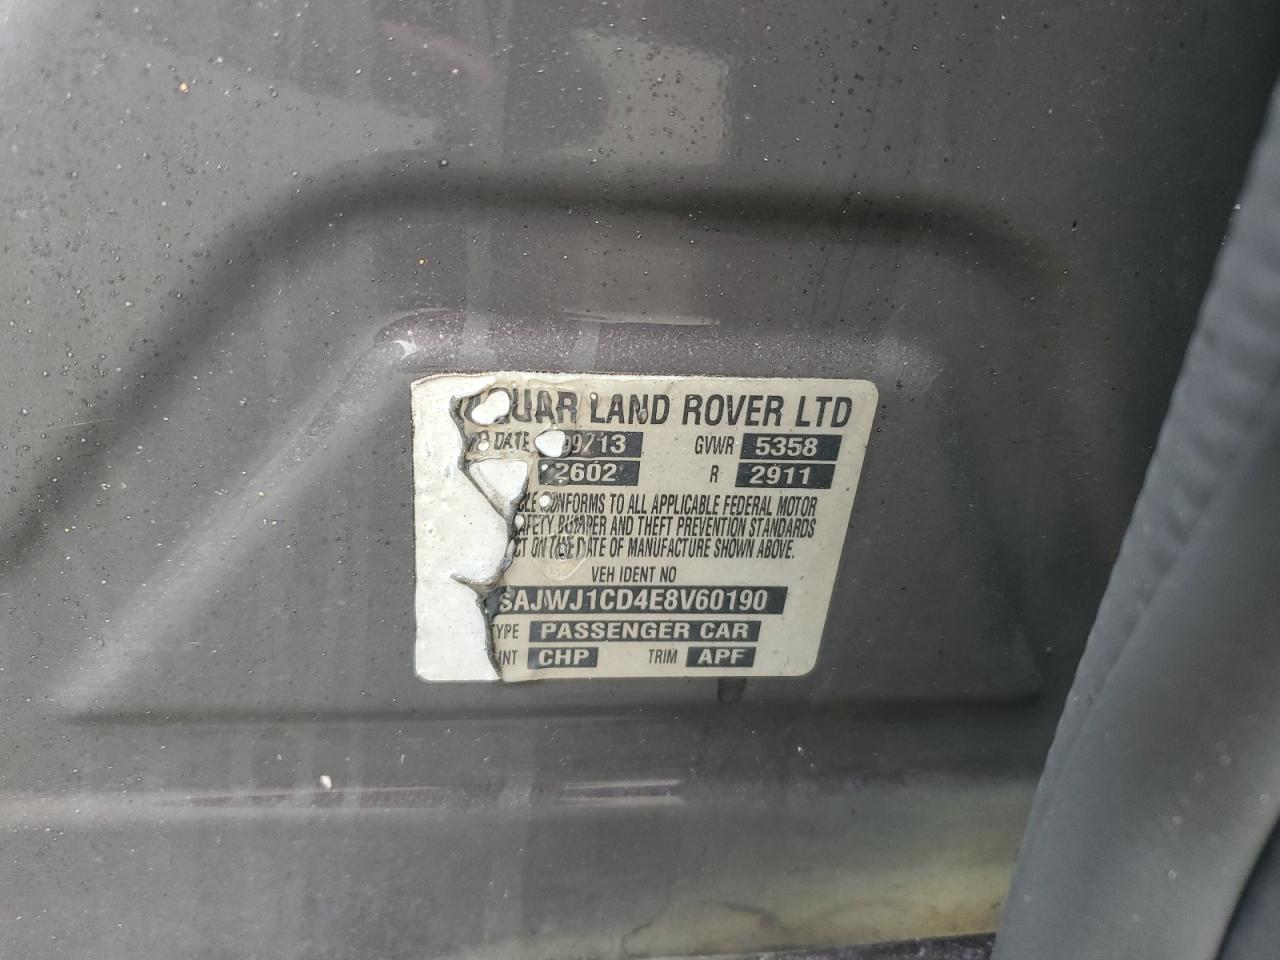 JAGUAR LAND ROVER LTD
DATE 09/13 GVWR 5358
2602 R 2911
CONFORMS TO ALL APPLICABLE FEDERAL MOTOR
BUMPER AND THEFT PREVENTION STANDARDS
ON THE DATE OF MANUFACTURE SHOWN ABOVE.
VEH IDENT NO
SAJWJ1CD4E8V60190
TYPE PASSENGER CAR
CHP TRIM APF